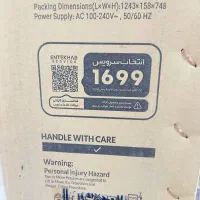 Packing Dimensions(L×W×H):1243×158×748
Power Supply: AC 100-240V~ , 50/60 HZ
ENTEKHAB
SERVICE
انتخاب سرویس
1699
HANDLE WITH CARE
Warning:
Personal Injury Hazard